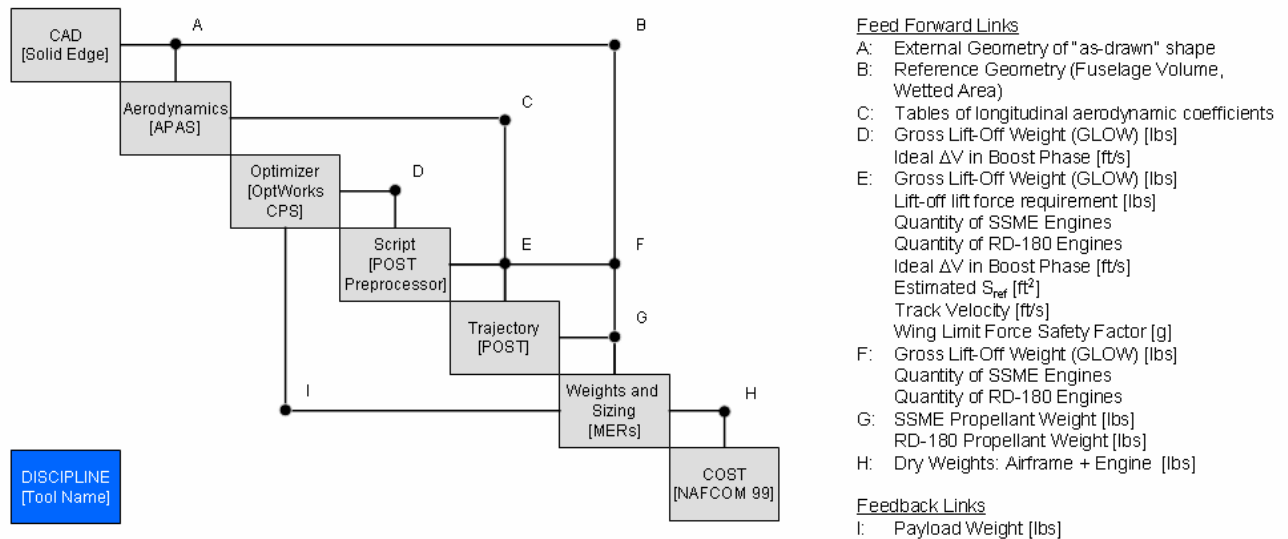 CAD
[Solid Edge]
A
B
Aerodynamics
[APAS]
C
Optimizer
[OptWorks
CPS]
D
Script
[POST
Preprocessor]
E
F
Trajectory
[POST]
G
Weights and
Sizing
[MERs]
H
I
COST
[NAFCOM 99]
DISCIPLINE
[Tool Name]
Feed Forward Links
A: External Geometry of "as-drawn" shape
B: Reference Geometry (Fuselage Volume,
Wetted Area)
C: Tables of longitudinal aerodynamic coefficients
D: Gross Lift-Off Weight (GLOW) [lbs]
Ideal ΔV in Boost Phase [ft/s]
E: Gross Lift-Off Weight (GLOW) [lbs]
Lift-off lift force requirement [lbs]
Quantity of SSME Engines
Quantity of RD-180 Engines
Ideal ΔV in Boost Phase [ft/s]
Estimated Sref [ft²]
Track Velocity [ft/s]
Wing Limit Force Safety Factor [g]
F: Gross Lift-Off Weight (GLOW) [lbs]
Quantity of SSME Engines
Quantity of RD-180 Engines
G: SSME Propellant Weight [lbs]
RD-180 Propellant Weight [lbs]
H: Dry Weights: Airframe + Engine [lbs]
Feedback Links
I: Payload Weight [lbs]